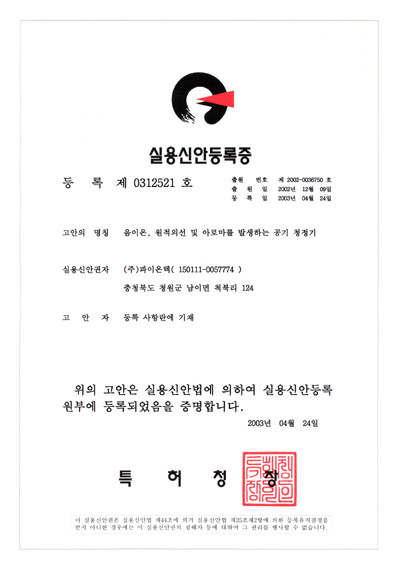 실용신안등록증
등 록 제 0312521 호
출원 번호 제 2002-0036750 호
출 원 일 2002년 12월 09일
등 록 일 2003년 04월 24일
고안의 명칭 음이온, 원적외선 및 아로마를 발생하는 공기 청정기
실용신안권자 (주)파이온텍( 150111-0057774 )
충청북도 청원군 남이면 척북리 124
고 안 자 등록 사항란에 기재
위의 고안은 실용신안법에 의하여 실용신안등록
원부에 등록되었음을 증명합니다.
2003년 04월 24일
특 허 청 장
이 실용신안권은 실용신안법 제44조에 의거 실용신안법 제25조제2항에 의한 등록유지결정을
받지 아니한 경우에는 이 실용신안권의 침해자 등에 대하여 그 권리를 행사할 수 없습니다.